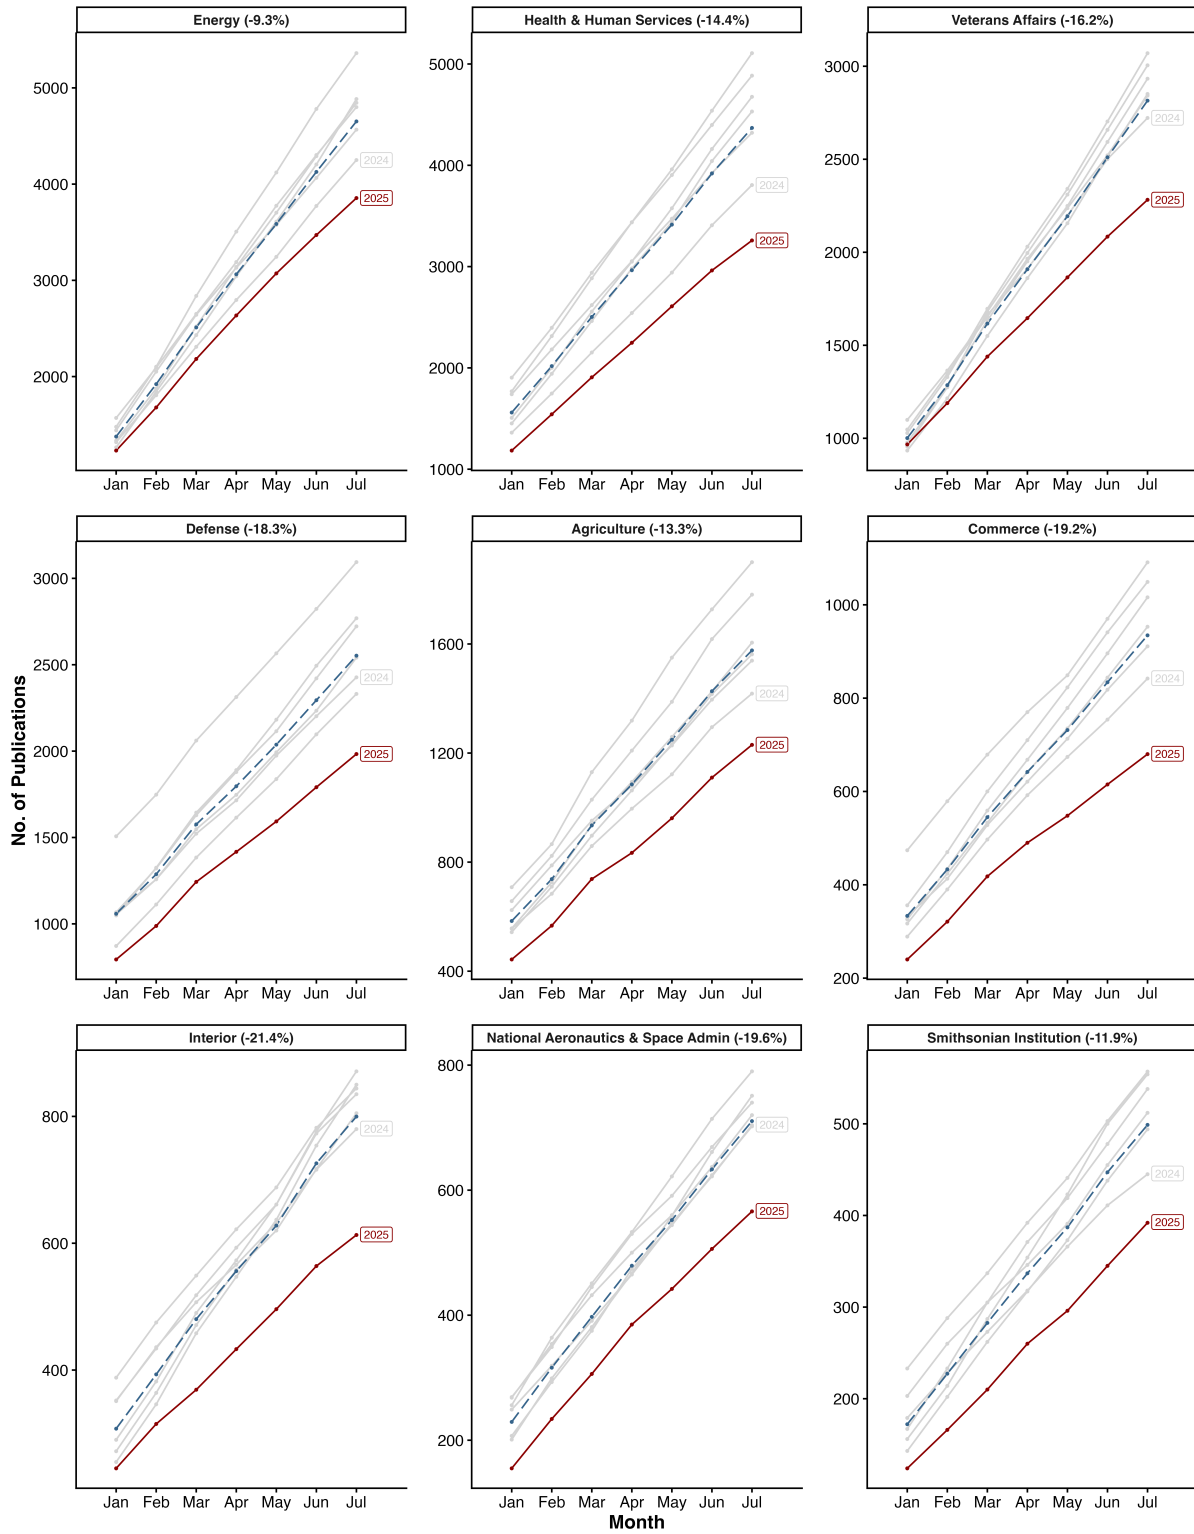 Energy (-9.3%)
Health & Human Services (-14.4%)
Veterans Affairs (-16.2%)
5000
4000
3000
2000
2024
2025
Jan Feb Mar Apr May Jun Jul
5000
4000
3000
2000
1000
2024
2025
Jan Feb Mar Apr May Jun Jul
3000
2500
2000
1500
1000
2024
2025
Jan Feb Mar Apr May Jun Jul
No. of Publications
Defense (-18.3%)
Agriculture (-13.3%)
Commerce (-19.2%)
3000
2500
2000
1500
1000
2024
2025
Jan Feb Mar Apr May Jun Jul
1600
1200
800
400
2024
2025
Jan Feb Mar Apr May Jun Jul
1000
800
600
400
200
2024
2025
Jan Feb Mar Apr May Jun Jul
Interior (-21.4%)
National Aeronautics & Space Admin (-19.6%)
Smithsonian Institution (-11.9%)
800
600
400
2024
2025
Jan Feb Mar Apr May Jun Jul
800
600
400
200
2024
2025
Jan Feb Mar Apr May Jun Jul
500
400
300
200
2024
2025
Jan Feb Mar Apr May Jun Jul
Month